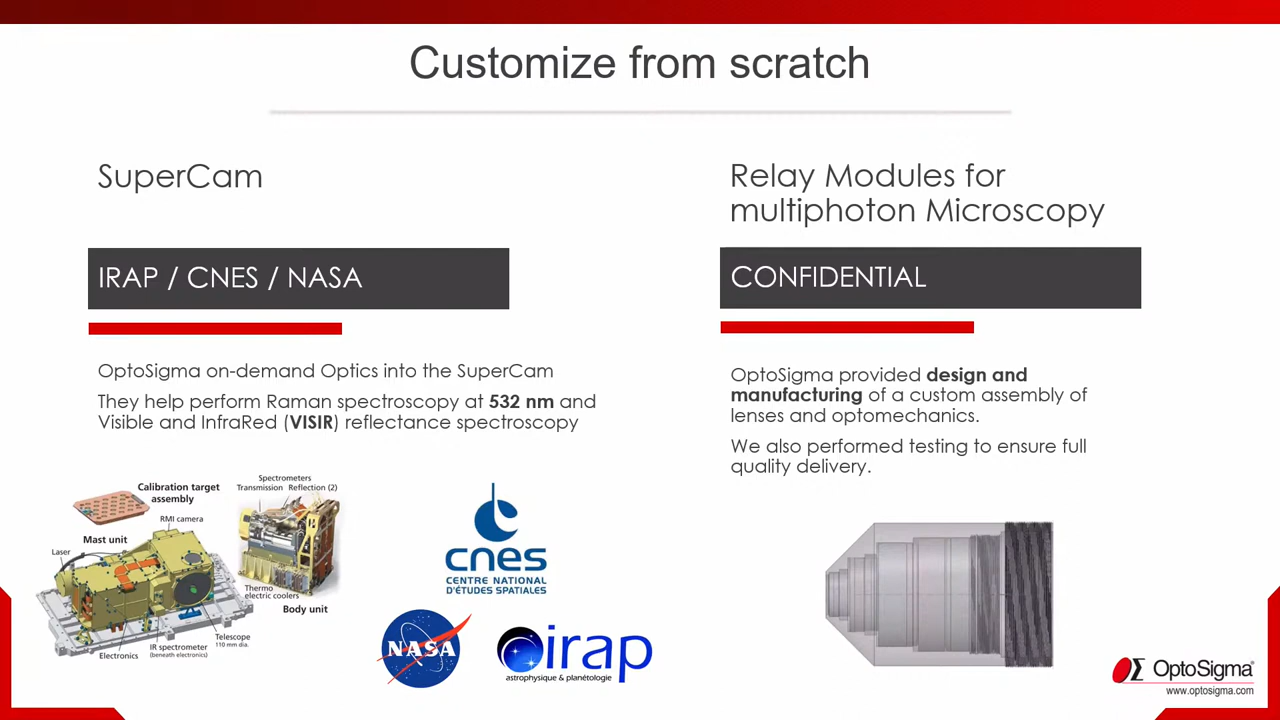 Customize from scratch
SuperCam
IRAP / CNES / NASA
OptoSigma on-demand Optics into the SuperCam
They help perform Raman spectroscopy at 532 nm and
Visible and InfraRed (VISIR) reflectance spectroscopy
Calibration target
assembly
RMI camera
Mast unit
Laser
Spectrometers
Transmission Reflection (2)
Thermo
electric coolers
Body unit
Telescope
110 mm dia.
IR spectrometer
(beneath electronics)
Electronics
cnes
CENTRE NATIONAL
D'ÉTUDES SPATIALES
NASA
irap
astrophysique & planétologie
Relay Modules for
multiphoton Microscopy
CONFIDENTIAL
OptoSigma provided design and
manufacturing of a custom assembly of
lenses and optomechanics.
We also performed testing to ensure full
quality delivery.
OptoSigma®
www.optosigma.com